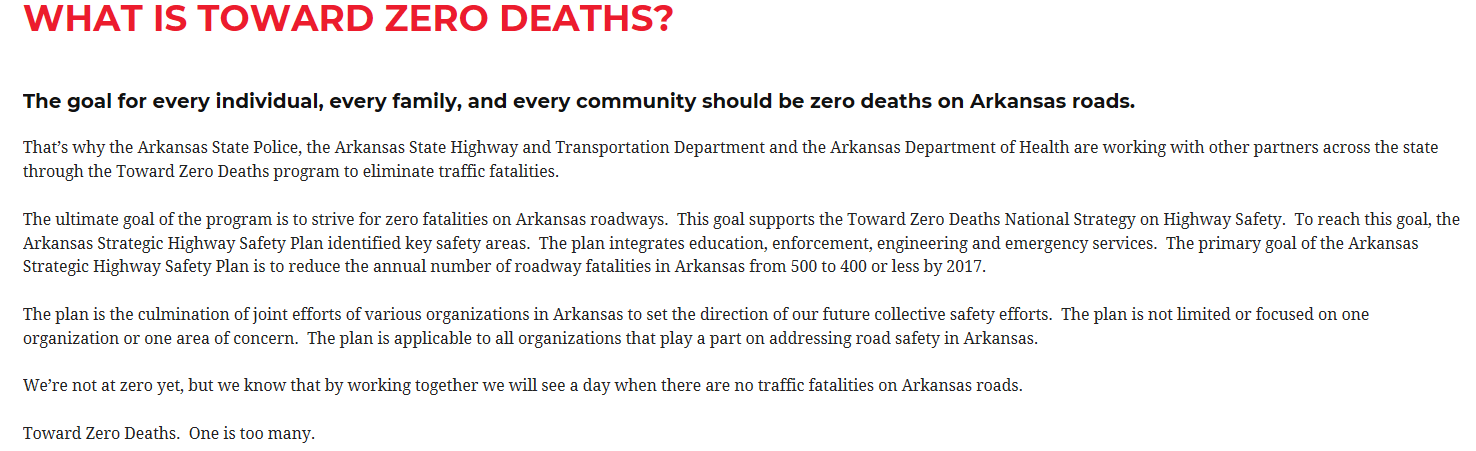 WHAT IS TOWARD ZERO DEATHS?
The goal for every individual, every family, and every community should be zero deaths on Arkansas roads.
That’s why the Arkansas State Police, the Arkansas State Highway and Transportation Department and the Arkansas Department of Health are working with other partners across the state
through the Toward Zero Deaths program to eliminate traffic fatalities.
The ultimate goal of the program is to strive for zero fatalities on Arkansas roadways.  This goal supports the Toward Zero Deaths National Strategy on Highway Safety.  To reach this goal, the
Arkansas Strategic Highway Safety Plan identified key safety areas.  The plan integrates education, enforcement, engineering and emergency services.  The primary goal of the Arkansas
Strategic Highway Safety Plan is to reduce the annual number of roadway fatalities in Arkansas from 500 to 400 or less by 2017.
The plan is the culmination of joint efforts of various organizations in Arkansas to set the direction of our future collective safety efforts.  The plan is not limited or focused on one
organization or one area of concern.  The plan is applicable to all organizations that play a part on addressing road safety in Arkansas.
We’re not at zero yet, but we know that by working together we will see a day when there are no traffic fatalities on Arkansas roads.
Toward Zero Deaths.  One is too many.